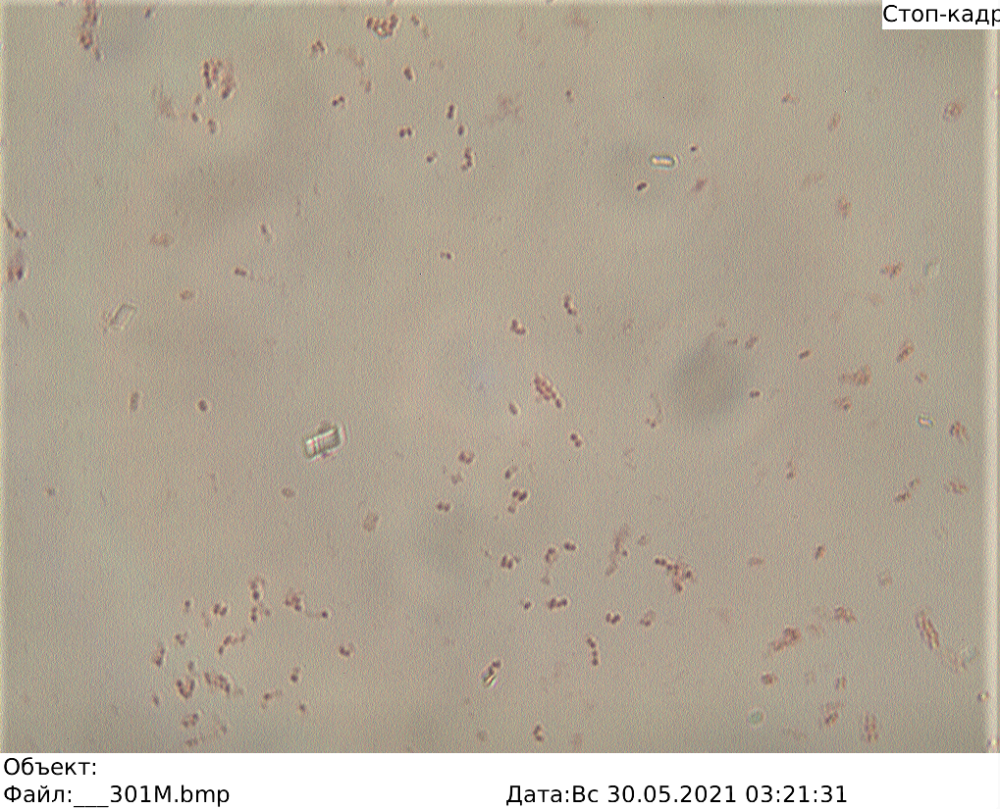 Стоп-кадр
Объект:
Файл:___301M.bmp
Дата:Вс 30.05.2021 03:21:31